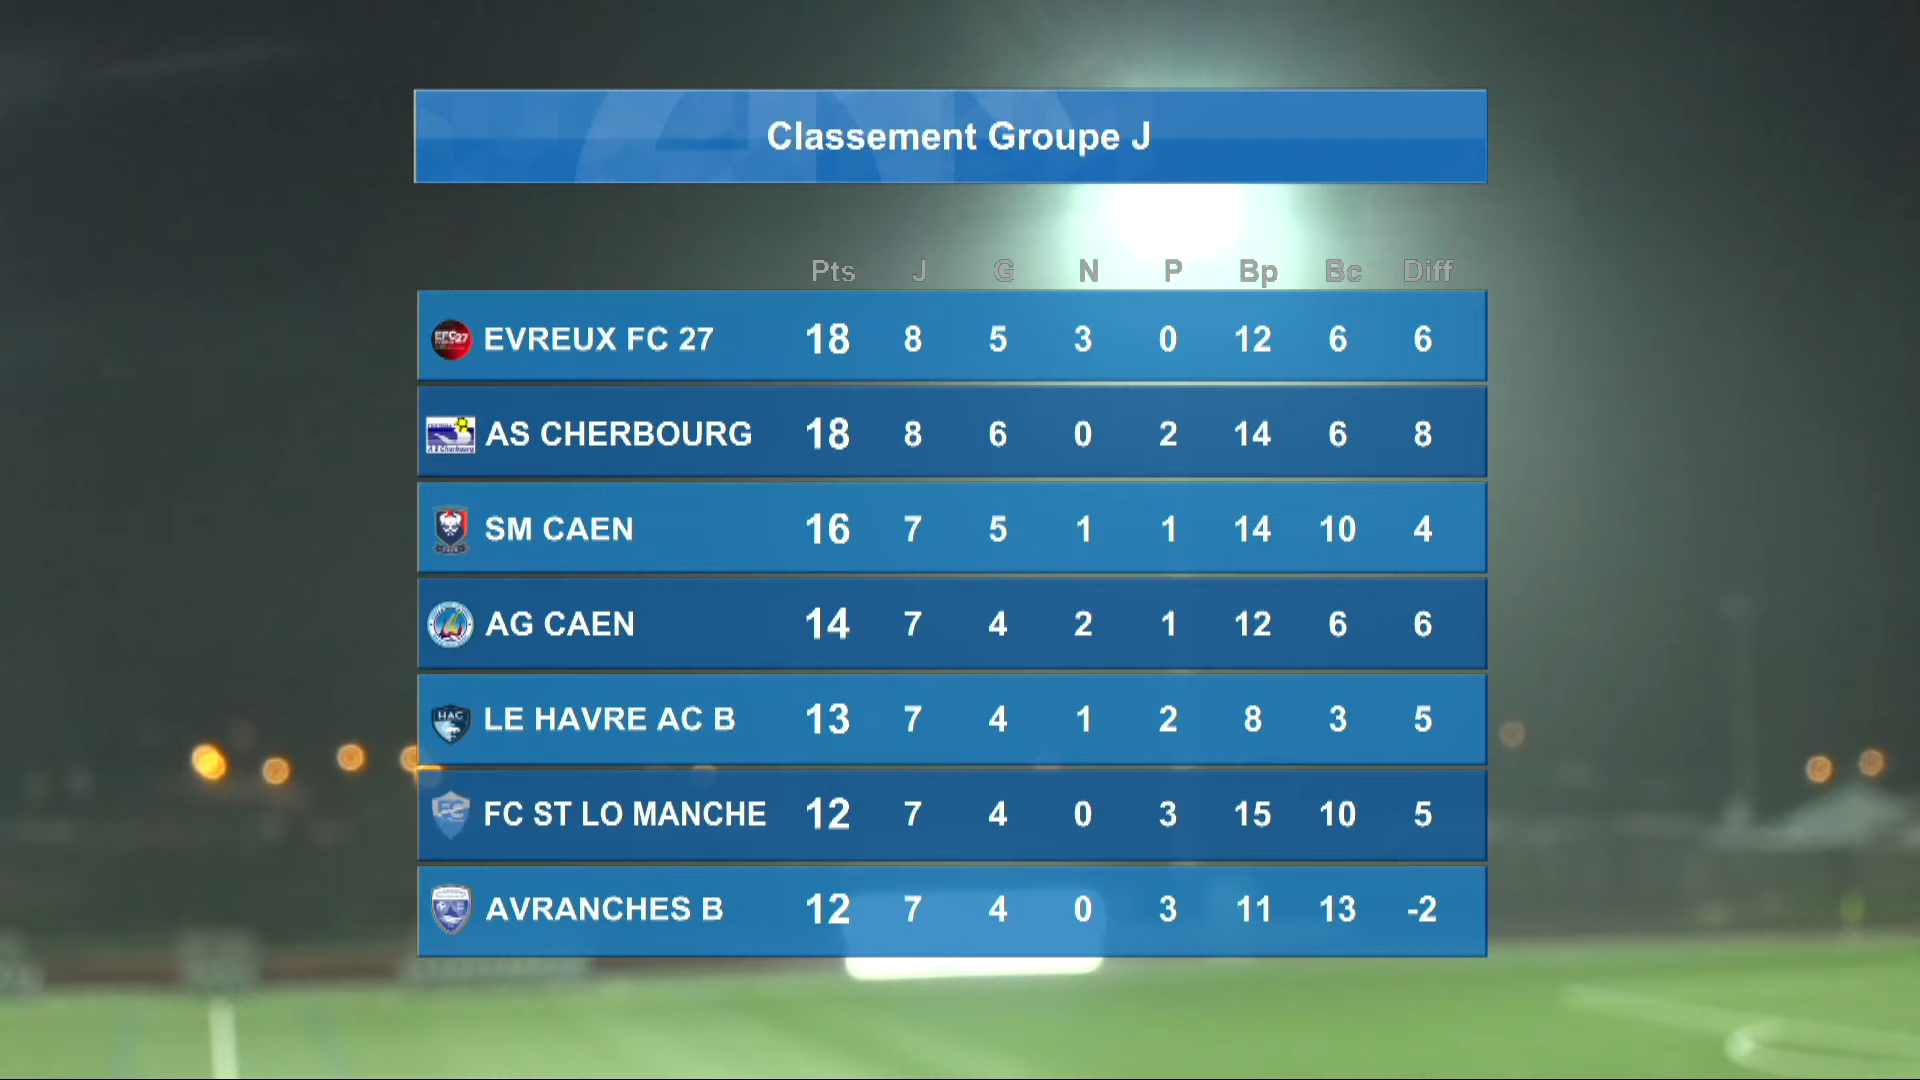 Classement Groupe J
Pts J G N P Bp Bc Diff
EVREUX FC 27 18 8 5 3 0 12 6 6
AS CHERBOURG 18 8 6 0 2 14 6 8
SM CAEN 16 7 5 1 1 14 10 4
AG CAEN 14 7 4 2 1 12 6 6
LE HAVRE AC B 13 7 4 1 2 8 3 5
FC ST LO MANCHE 12 7 4 0 3 15 10 5
AVRANCHES B 12 7 4 0 3 11 13 -2